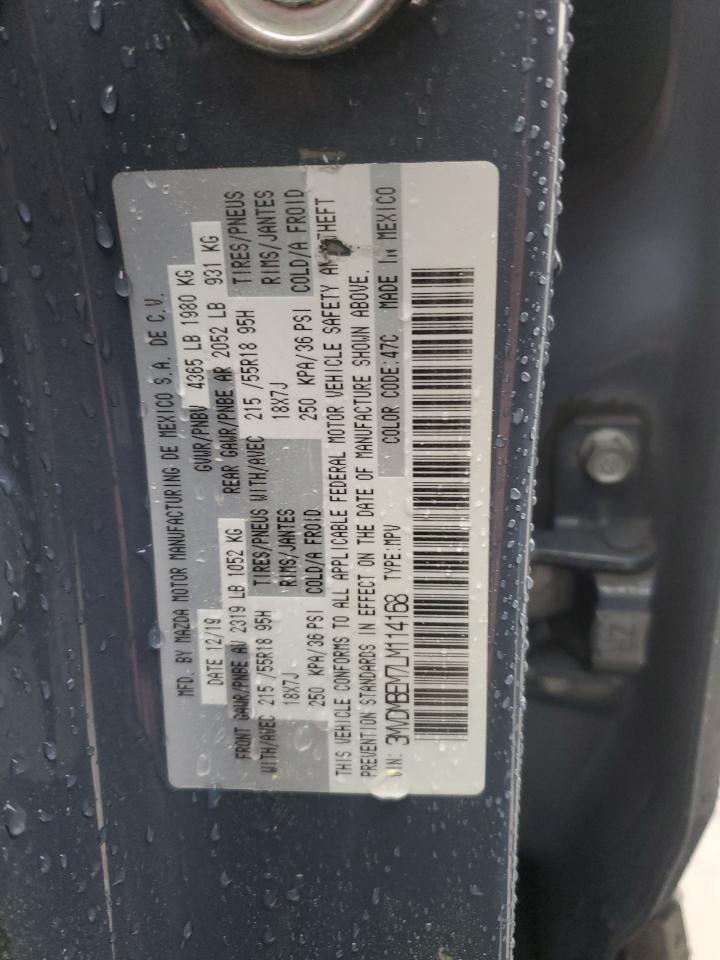 MFD. BY MAZDA MOTOR MANUFACTURING DE MEXICO S.A. DE C.V.
DATE 12/19 GVWR/PNBV 4365 LB 1980 KG
FRONT GAWR/PNBE AV 2319 LB 1052 KG REAR GAWR/PNBE AR 2052 LB 931 KG
WITH/AVEC 215 /55R18 95H TIRES/PNEUS WITH/AVEC 215 /55R18 95H TIRES/PNEUS
18X7J RIMS/JANTES 18X7J RIMS/JANTES
250 KPA/36 PSI COLD/A FROID 250 KPA/36 PSI COLD/A FROID
THIS VEHICLE CONFORMS TO ALL APPLICABLE FEDERAL MOTOR VEHICLE SAFETY AND THEFT
PREVENTION STANDARDS IN EFFECT ON THE DATE OF MANUFACTURE SHOWN ABOVE.
VIN: 3MVDMBEM7LM114168 TYPE:MPV COLOR CODE:47C MADE IN MEXICO